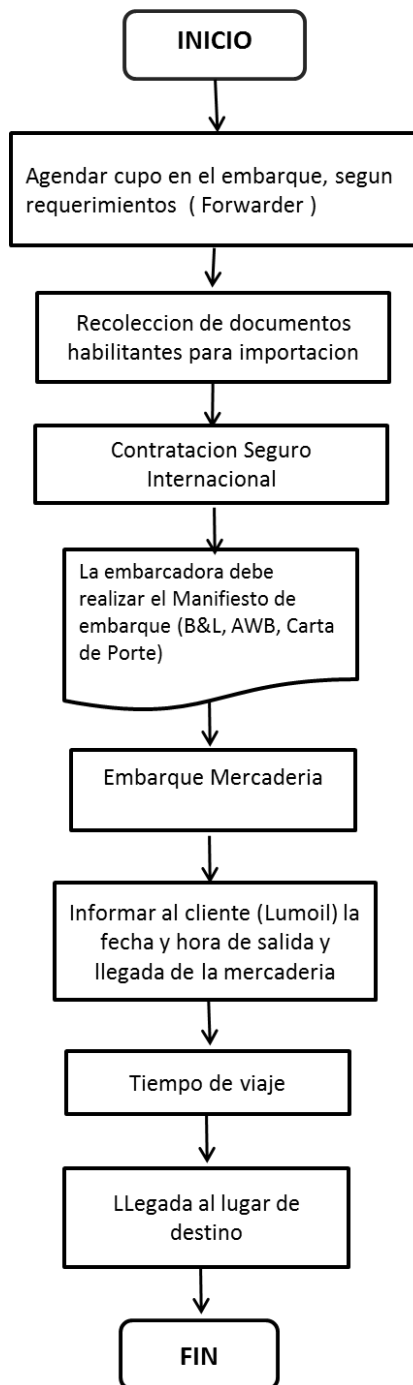 INICIO
Agendar cupo en el embarque, segun
requerimientos ( Forwarder )
Recoleccion de documentos
habilitantes para importacion
Contratacion Seguro
Internacional
La embarcadora debe
realizar el Manifiesto de
embarque (B&L, AWB, Carta
de Porte)
Embarque Mercaderia
Informar al cliente (Lumoil) la
fecha y hora de salida y
llegada de la mercaderia
Tiempo de viaje
LLegada al lugar de
destino
FIN